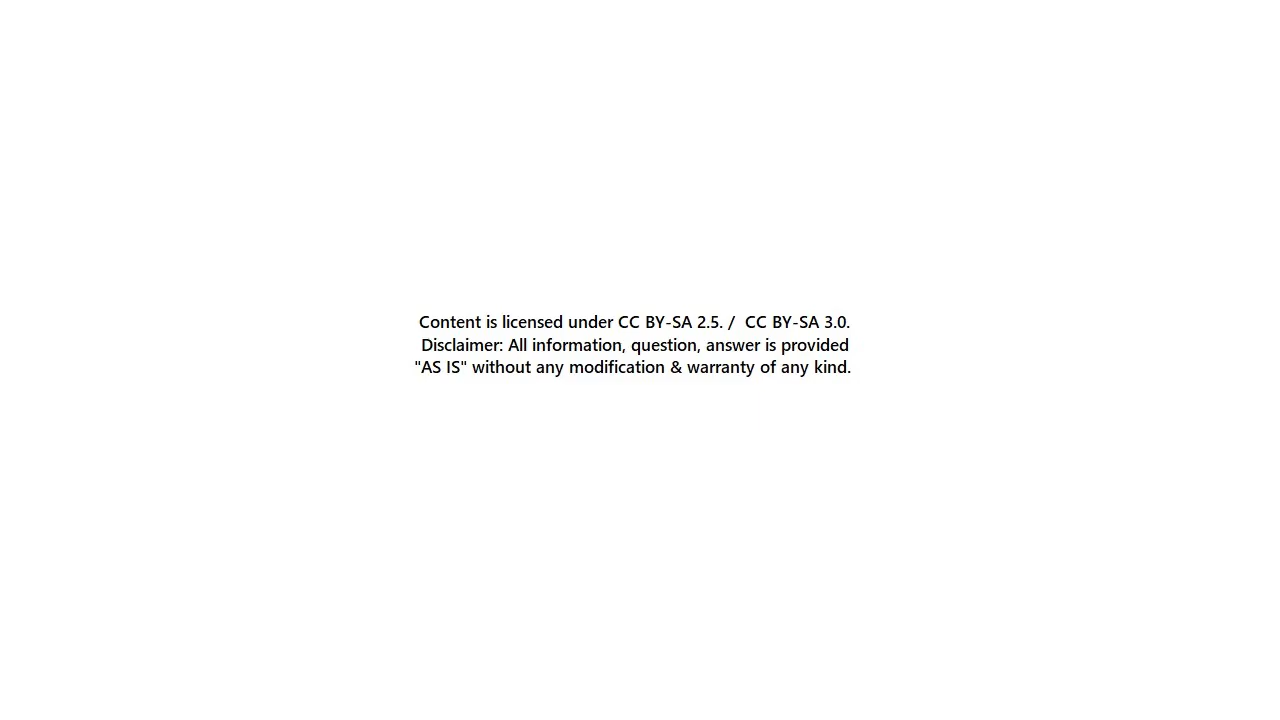 Content is licensed under CC BY-SA 2.5. /  CC BY-SA 3.0.
Disclaimer: All information, question, answer is provided
"AS IS" without any modification & warranty of any kind.